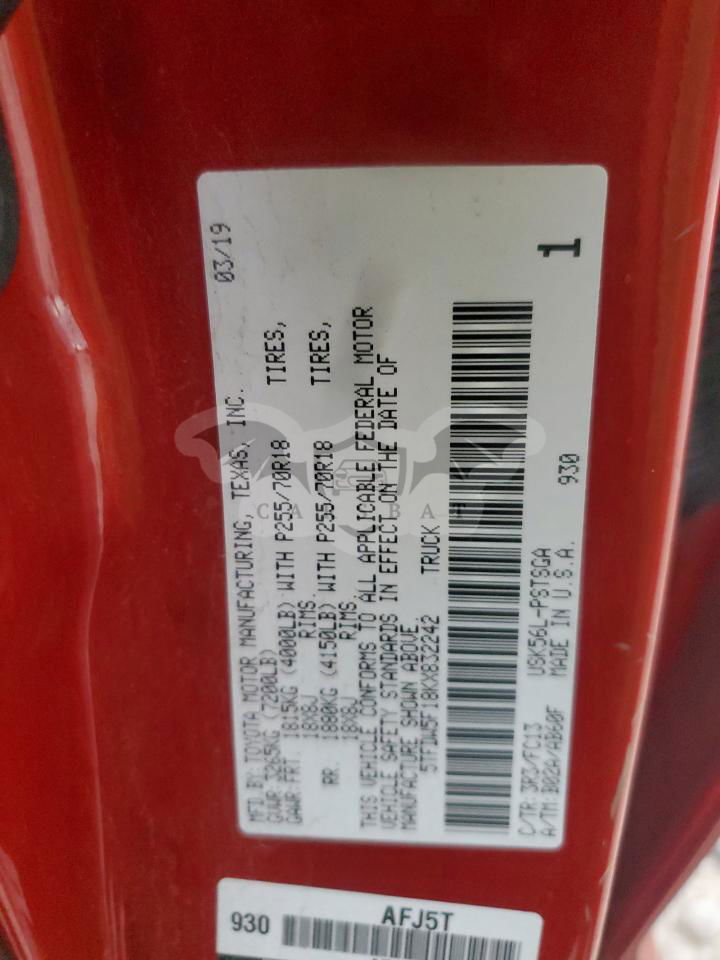 MFD BY: TOYOTA MOTOR MANUFACTURING, TEXAS, INC. 03/19
GVWR 3265KG (7200LB)
GAWR: FRT. 1815KG (4000LB) WITH P255/70R18 TIRES,
18X8J RIMS.
RR. 1880KG (4150LB) WITH P255/70R18 TIRES,
18X8J RIMS.
THIS VEHICLE CONFORMS TO ALL APPLICABLE FEDERAL MOTOR
VEHICLE SAFETY STANDARDS IN EFFECT ON THE DATE OF
MANUFACTURE SHOWN ABOVE.
5TFDW5F18KX832242 TRUCK
C/TR: 3R3/FC13 USK56L-PSTSGA 930 1
A/TM: B02A/AB60F MADE IN U.S.A.
AFJ5T
930
CARBAT